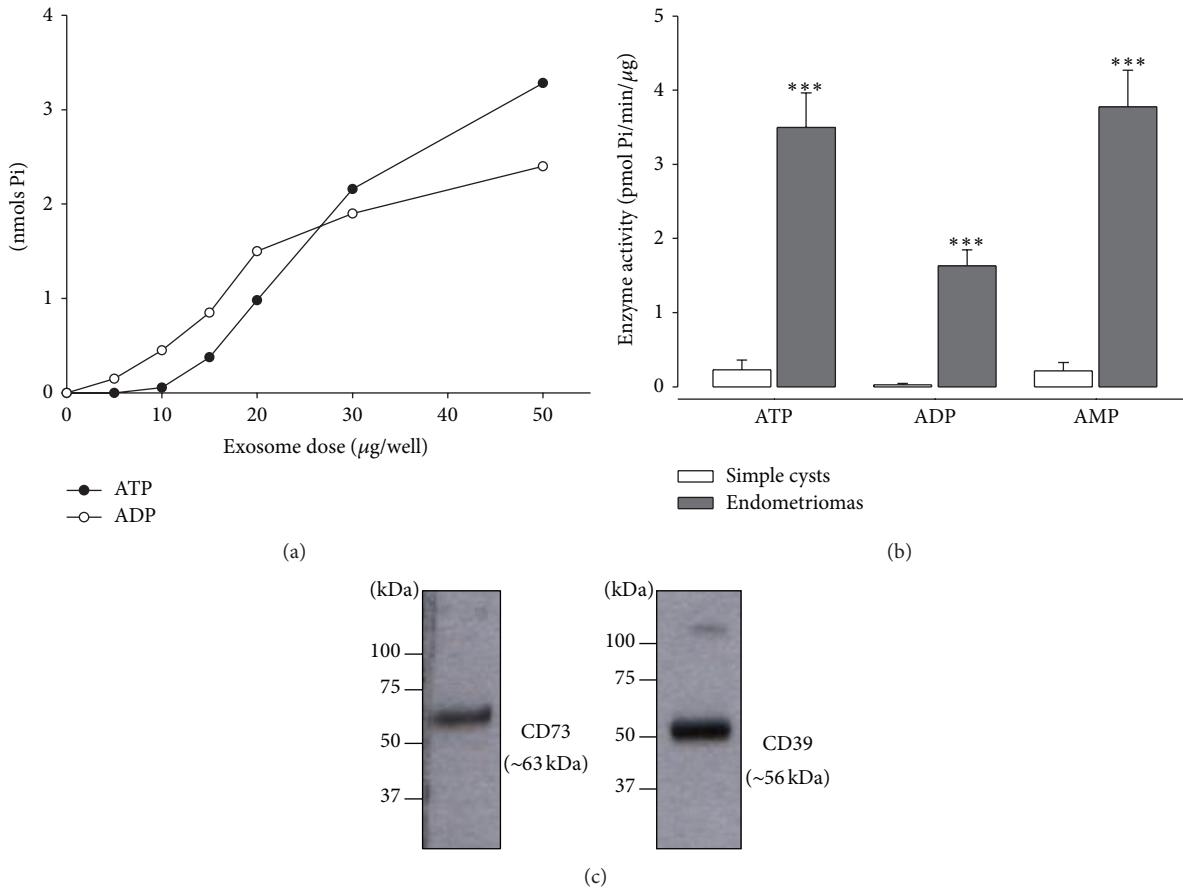 4
3
2
1
0
(nmols Pi)
0 10 20 30 40 50
Exosome dose (μg/well)
ATP
ADP
(a)
5
4
3
2
1
0
Enzyme activity (pmol Pi/min/μg)
***
***
***
ATP ADP AMP
Simple cysts
Endometriomas
(b)
(kDa)
100
75
50
37
CD73
(~63 kDa)
(kDa)
100
75
50
37
CD39
(~56 kDa)
(c)